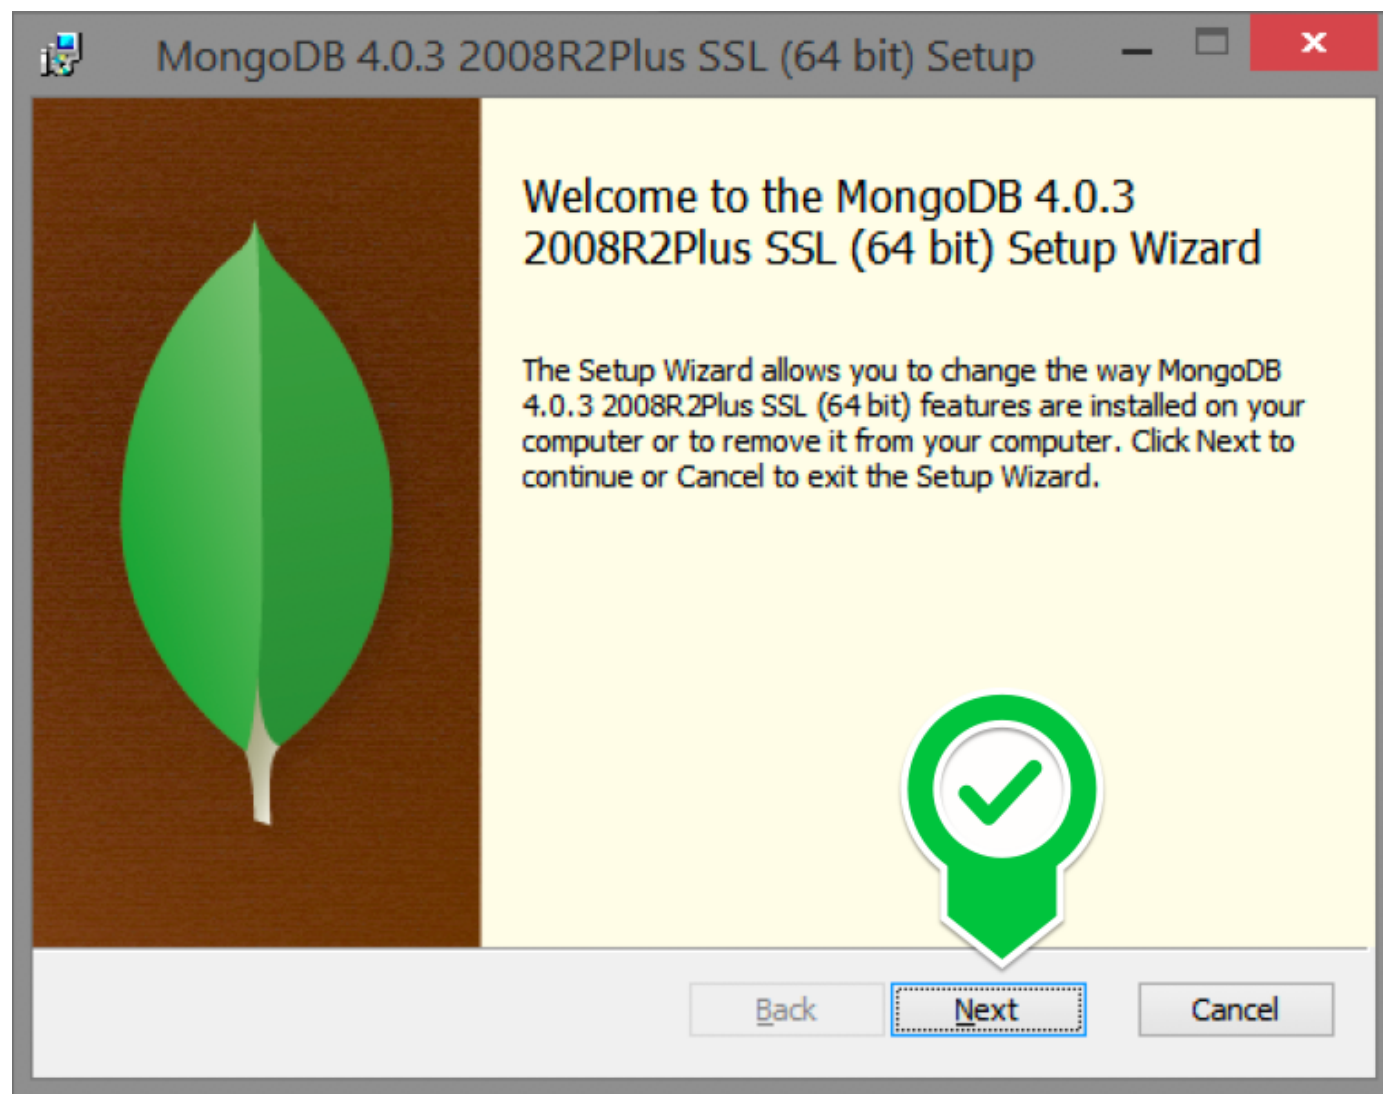 MongoDB 4.0.3 2008R2Plus SSL (64 bit) Setup
Welcome to the MongoDB 4.0.3
2008R2Plus SSL (64 bit) Setup Wizard
The Setup Wizard allows you to change the way MongoDB
4.0.3 2008R2Plus SSL (64 bit) features are installed on your
computer or to remove it from your computer. Click Next to
continue or Cancel to exit the Setup Wizard.
Back Next Cancel